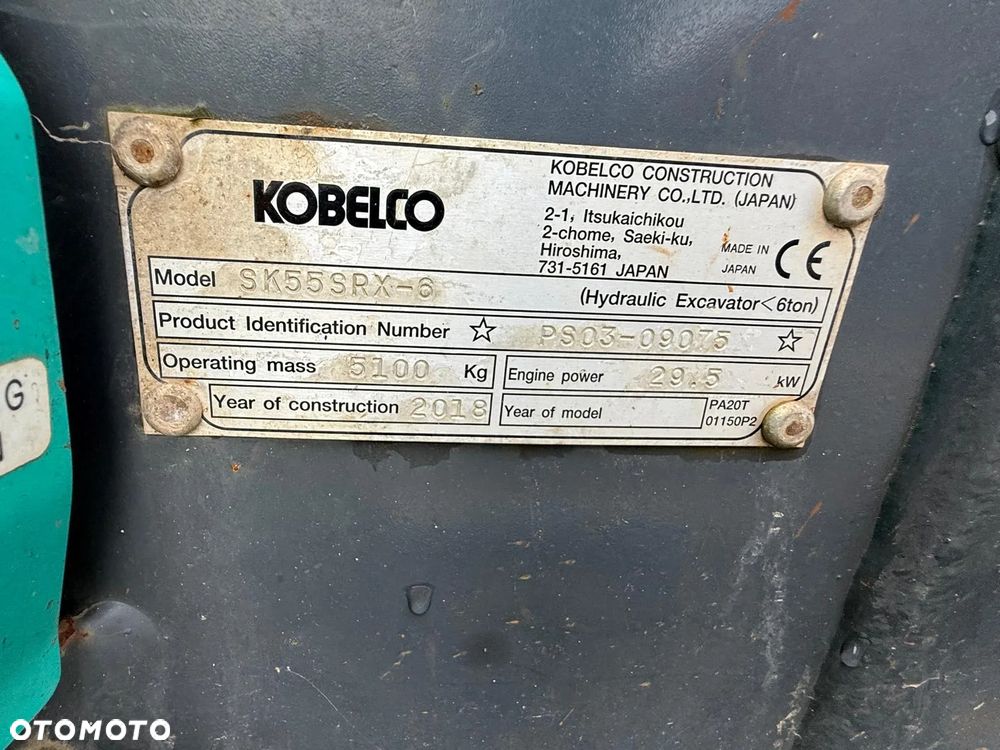 KOBELCO
KOBELCO CONSTRUCTION
MACHINERY CO.,LTD. (JAPAN)
2-1, Itsukaichikou
2-chome, Saeki-ku,
Hiroshima,
731-5161 JAPAN
MADE IN
JAPAN
CE
Model SK55SRX-6 (Hydraulic Excavator<6ton)
Product Identification Number ☆ PS03-09075 ☆
Operating mass 5100 Kg
Engine power 29.5 kW
Year of construction 2018
Year of model
PA20T
01150P2
G
OTOMOTO